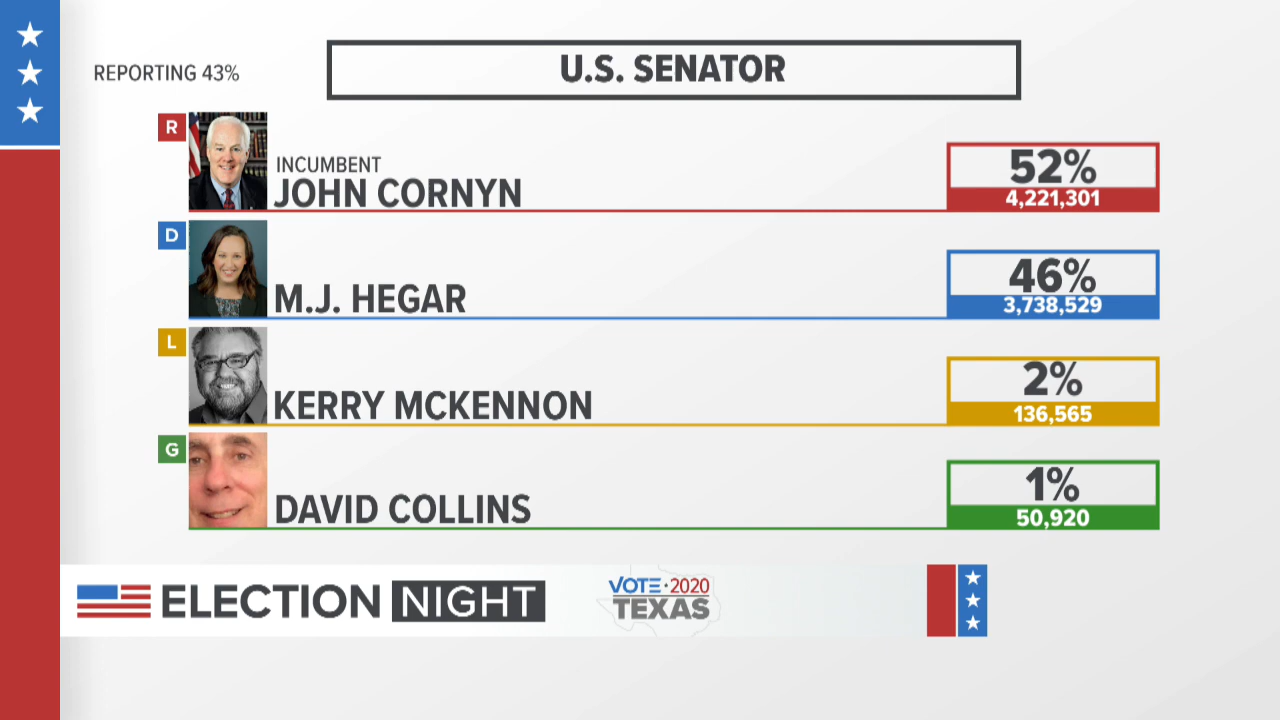 REPORTING 43%
U.S. SENATOR
R
INCUMBENT
JOHN CORNYN
52%
4,221,301
D
M.J. HEGAR
46%
3,738,529
L
KERRY MCKENNON
2%
136,565
G
DAVID COLLINS
1%
50,920
ELECTION NIGHT
VOTE • 2020
TEXAS